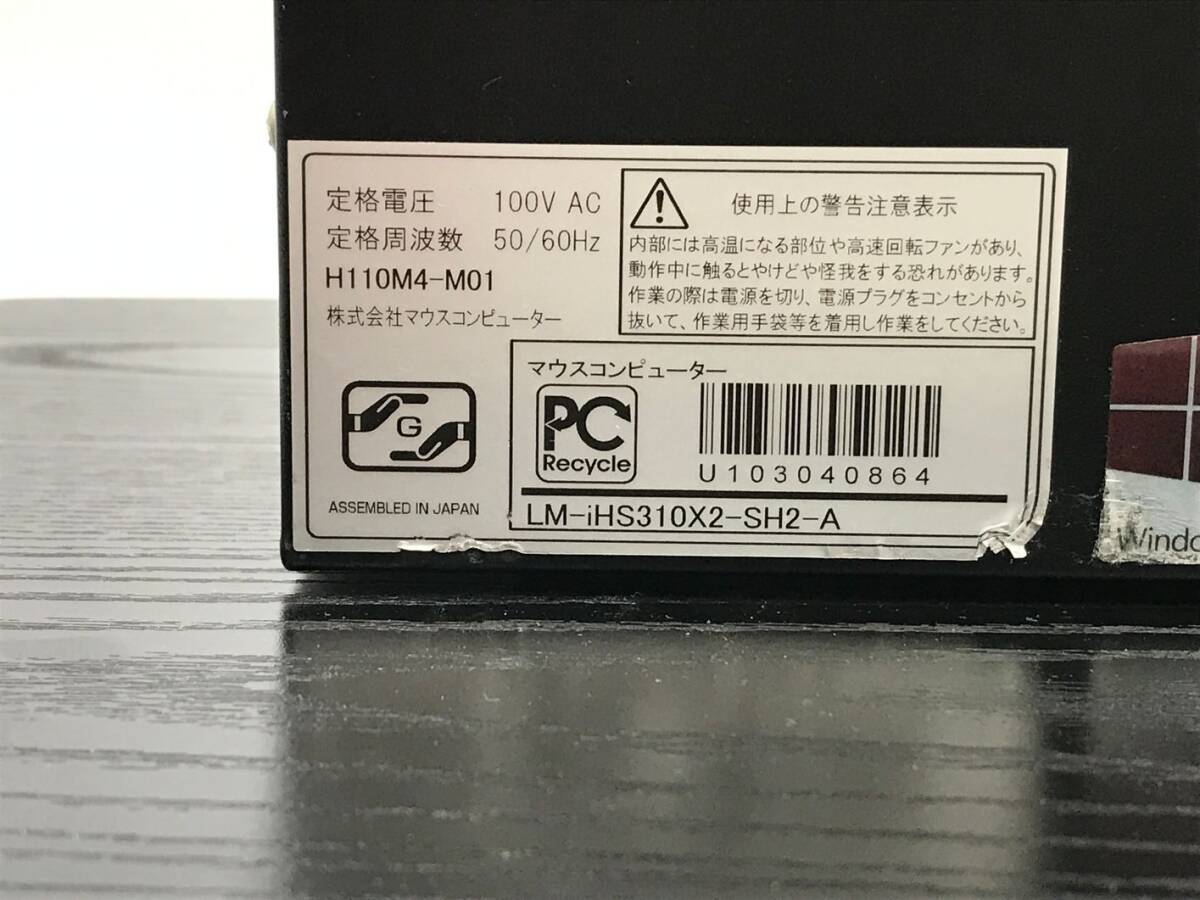 定格電圧 100V AC
定格周波数 50/60Hz
H110M4-M01
株式会社マウスコンピューター
使用上の警告注意表示
内部には高温になる部位や高速回転ファンがあり、
動作中に触るとやけどや怪我をする恐れがあります。
作業の際は電源を切り、電源プラグをコンセントから
抜いて、作業用手袋等を着用し作業をしてください。
G
ASSEMBLED IN JAPAN
マウスコンピューター
PC
Recycle
U103040864
LM-iHS310X2-SH2-A
Windo